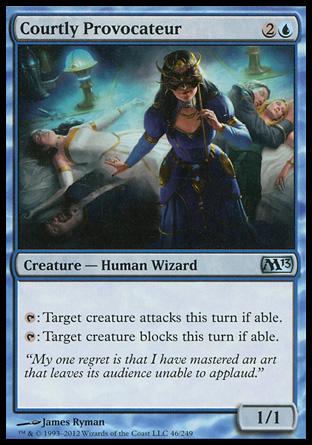 Courtly Provocateur 2
Creature — Human Wizard M13
: Target creature attacks this turn if able.
: Target creature blocks this turn if able.
“My one regret is that I have mastered an art
that leaves its audience unable to applaud.”
James Ryman
™ & © 1993–2012 Wizards of the Coast LLC 46/249
1/1